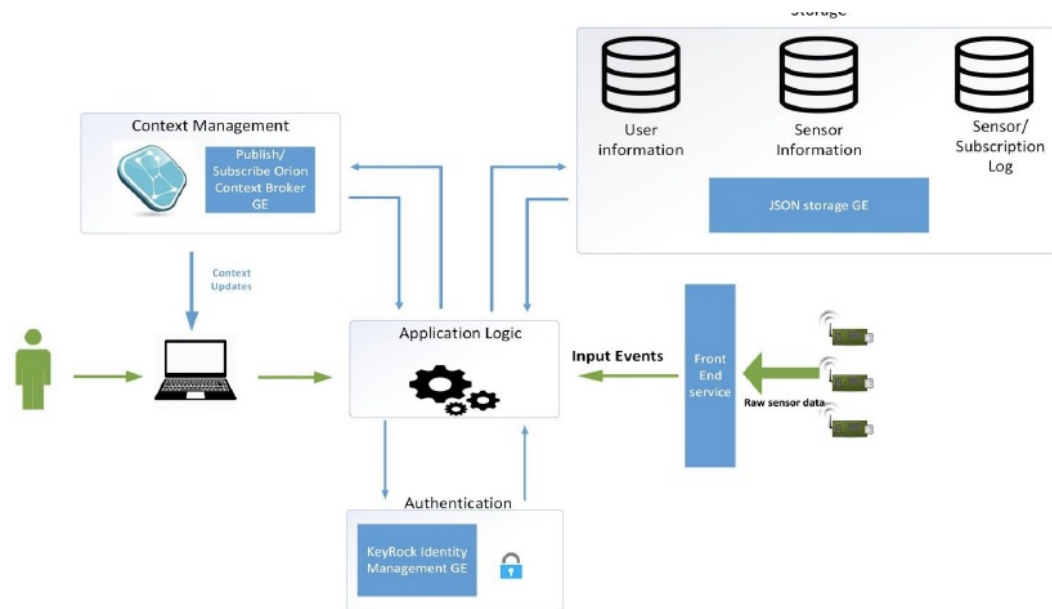 Storage
User
information
Sensor
Information
Sensor/
Subscription
Log
JSON storage GE
Context Management
Publish/
Subscribe Orion
Context Broker
GE
Context
Updates
Application Logic
Input Events
Front
End
service
Raw sensor data
Authentication
KeyRock Identity
Management GE